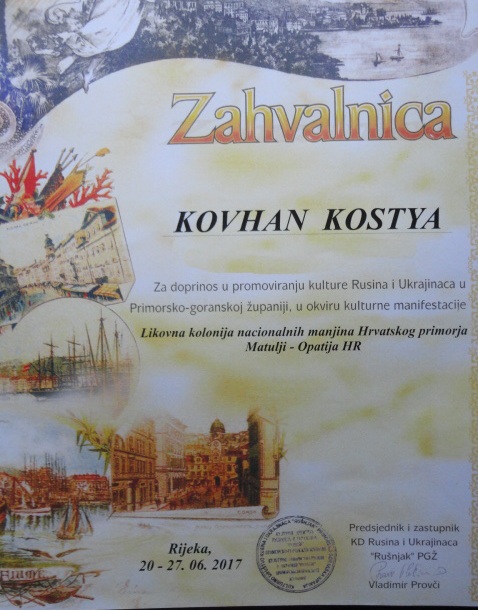 Zahvalnica
KOVHAN KOSTYA
Za doprinos u promoviranju kulture Rusina i Ukrajinaca u
Primorsko-goranskoj županiji, u okviru kulturne manifestacije
Likovna kolonija nacionalnih manjina Hrvatskog primorja
Matulji - Opatija HR
Rijeka,
20 - 27. 06. 2017
Predsjednik i zastupnik
KD Rusina i Ukrajinaca
"Rušnjak" PGŽ
Vladimir Provči